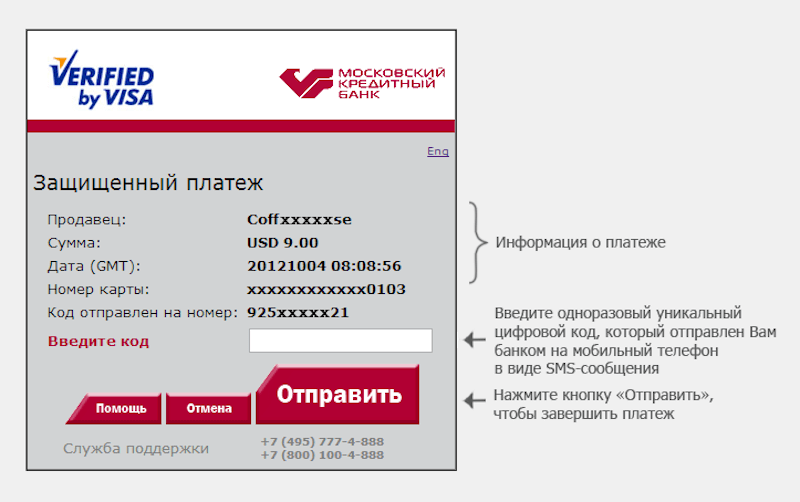 VERIFIED
by VISA
МОСКОВСКИЙ
КРЕДИТНЫЙ
БАНК
Eng
Защищенный платеж
Продавец: Coffxxxxxse
Сумма: USD 9.00
Дата (GMT): 20121004 08:08:56
Номер карты: xxxxxxxxxxxx0103
Код отправлен на номер: 925xxxxx21
Введите код
Помощь
Отмена
Отправить
Служба поддержки
+7 (495) 777-4-888
+7 (800) 100-4-888
Информация о платеже
Введите одноразовый уникальный
цифровой код, который отправлен Вам
банком на мобильный телефон
в виде SMS-сообщения
Нажмите кнопку «Отправить»,
чтобы завершить платеж